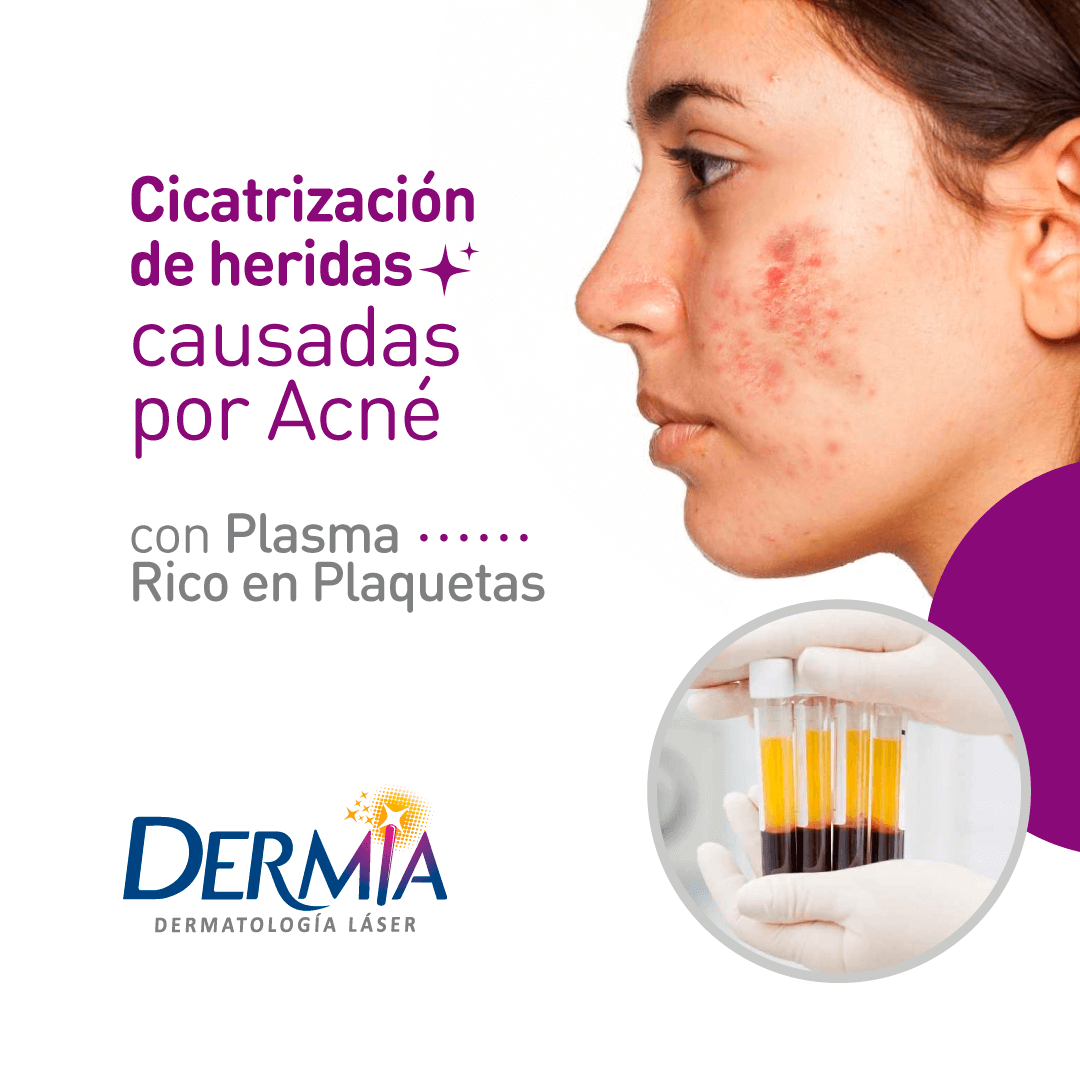 Cicatrización
de heridas
causadas
por Acné
con Plasma
Rico en Plaquetas
DERMIA
DERMATOLOGÍA LÁSER